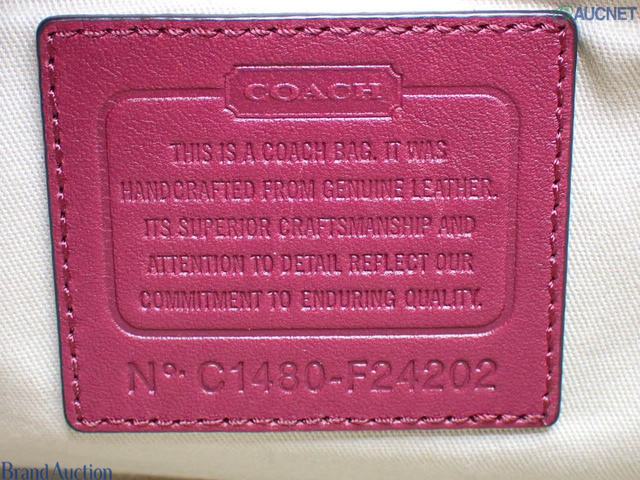 ©AUCNET
COACH
THIS IS A COACH BAG. IT WAS
HANDCRAFTED FROM GENUINE LEATHER.
ITS SUPERIOR CRAFTSMANSHIP AND
ATTENTION TO DETAIL REFLECT OUR
COMMITMENT TO ENDURING QUALITY.
Nº. C1480-F24202
Brand Auction